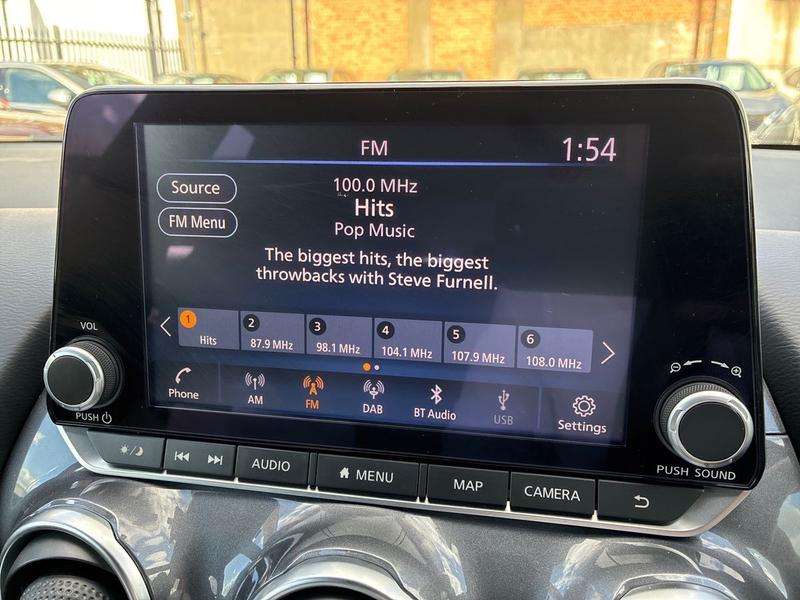 FM
1:54
Source
100.0 MHz
Hits
FM Menu
Pop Music
The biggest hits, the biggest
throwbacks with Steve Furnell.
1 2 3 4 5 6
Hits 87.9 MHz 98.1 MHz 104.1 MHz 107.9 MHz 108.0 MHz
Phone AM FM DAB BT Audio USB Settings
VOL
PUSH
PUSH SOUND
AUDIO MENU MAP CAMERA